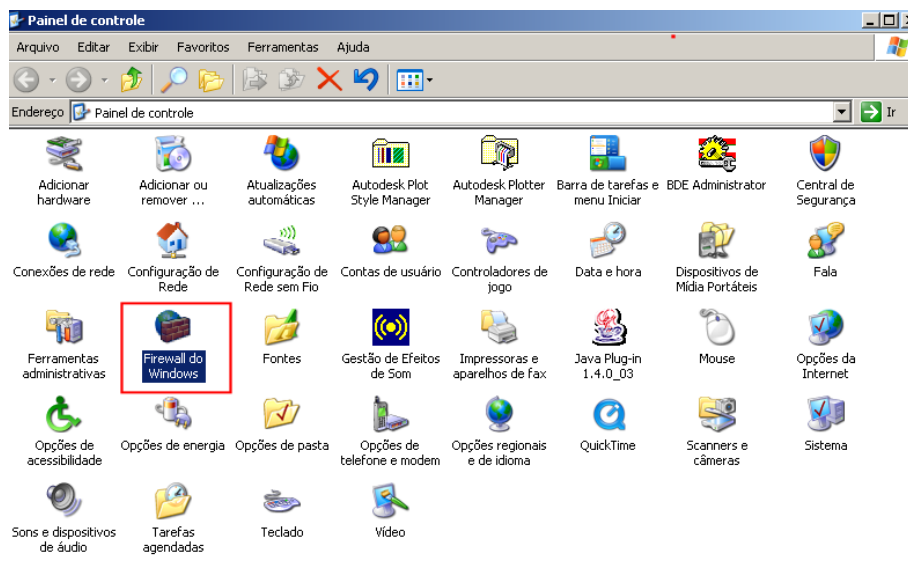 Painel de controle
Arquivo Editar Exibir Favoritos Ferramentas Ajuda
Endereço Painel de controle Ir
Adicionar hardware
Adicionar ou remover ...
Atualizações automáticas
Autodesk Plot Style Manager
Autodesk Plotter Manager
Barra de tarefas e menu Iniciar
BDE Administrator
Central de Segurança
Conexões de rede
Configuração de Rede
Configuração de Rede sem Fio
Contas de usuário
Controladores de jogo
Data e hora
Dispositivos de Mídia Portáteis
Fala
Ferramentas administrativas
Firewall do Windows
Fontes
Gestão de Efeitos de Som
Impressoras e aparelhos de fax
Java Plug-in 1.4.0_03
Mouse
Opções da Internet
Opções de acessibilidade
Opções de energia
Opções de pasta
Opções de telefone e modem
Opções regionais e de idioma
QuickTime
Scanners e câmeras
Sistema
Sons e dispositivos de áudio
Tarefas agendadas
Teclado
Vídeo